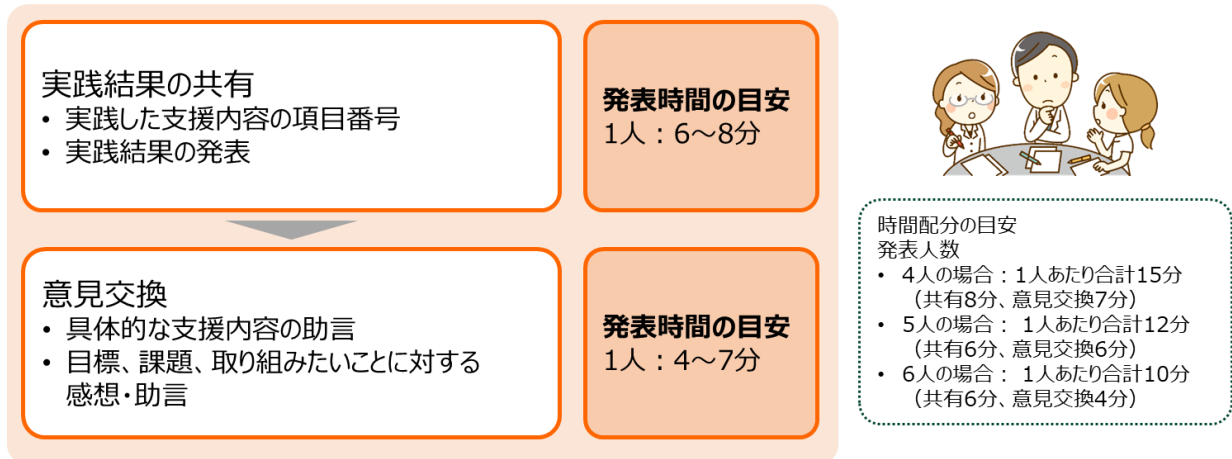 実践結果の共有
• 実践した支援内容の項目番号
• 実践結果の発表
発表時間の目安
1人：6～8分
意見交換
• 具体的な支援内容の助言
• 目標、課題、取り組みたいことに対する
感想・助言
発表時間の目安
1人：4～7分
時間配分の目安
発表人数
• 4人の場合：1人あたり合計15分
（共有8分、意見交換7分）
• 5人の場合： 1人あたり合計12分
（共有6分、意見交換6分）
• 6人の場合： 1人あたり合計10分
（共有6分、意見交換4分）